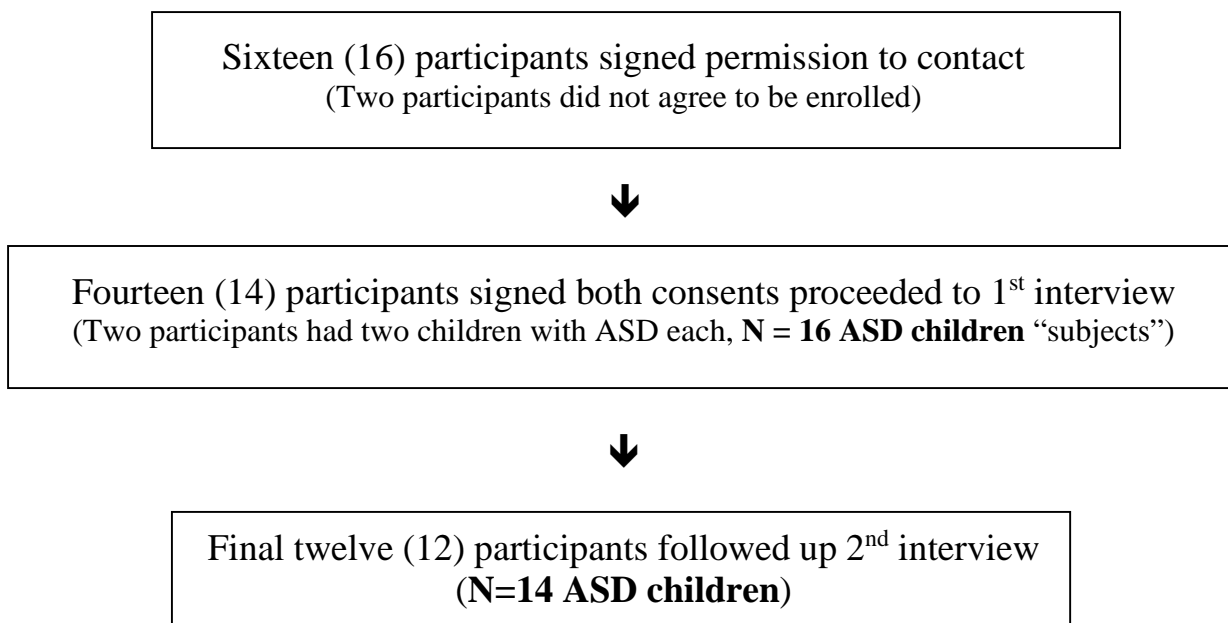 Sixteen (16) participants signed permission to contact
(Two participants did not agree to be enrolled)
Fourteen (14) participants signed both consents proceeded to 1st interview
(Two participants had two children with ASD each, N = 16 ASD children “subjects”)
Final twelve (12) participants followed up 2nd interview
(N=14 ASD children)